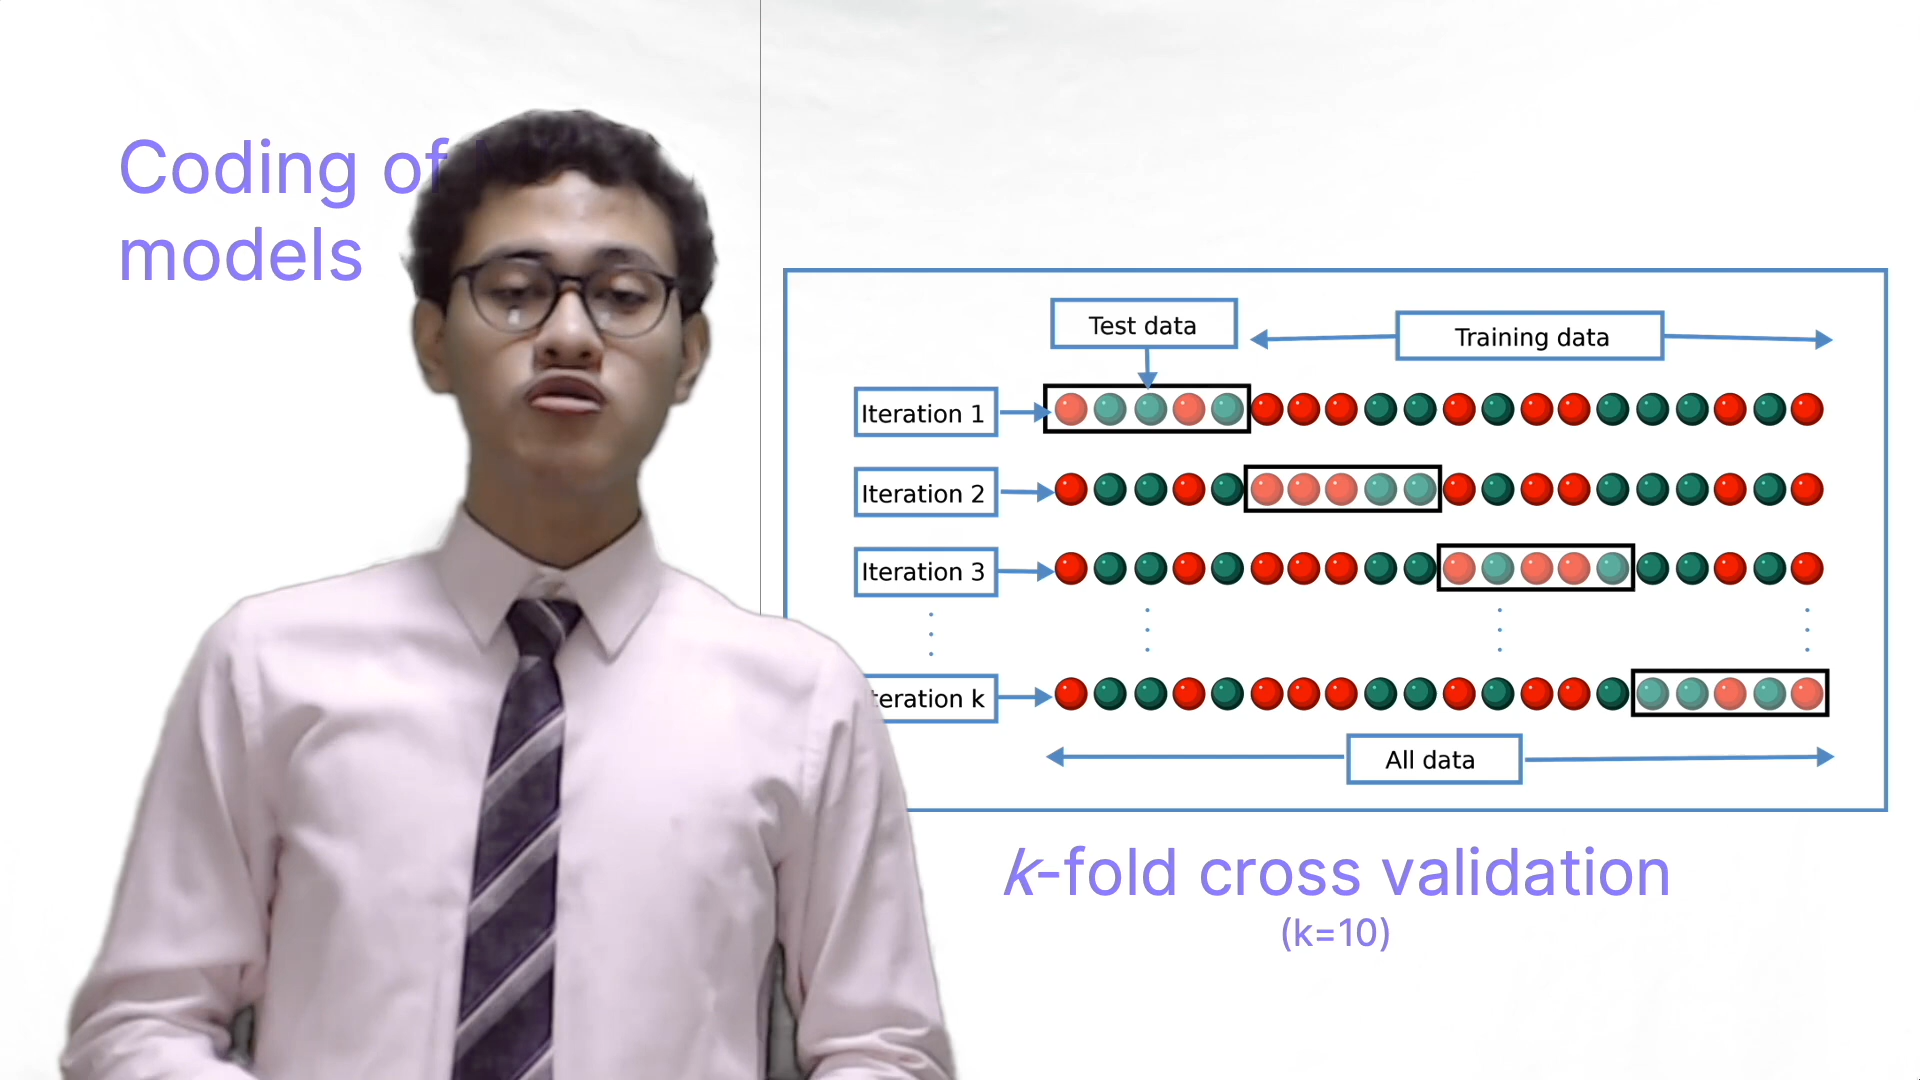 Coding of
models
Test data
Training data
Iteration 1
Iteration 2
Iteration 3
teration k
All data
k-fold cross validation
(k=10)